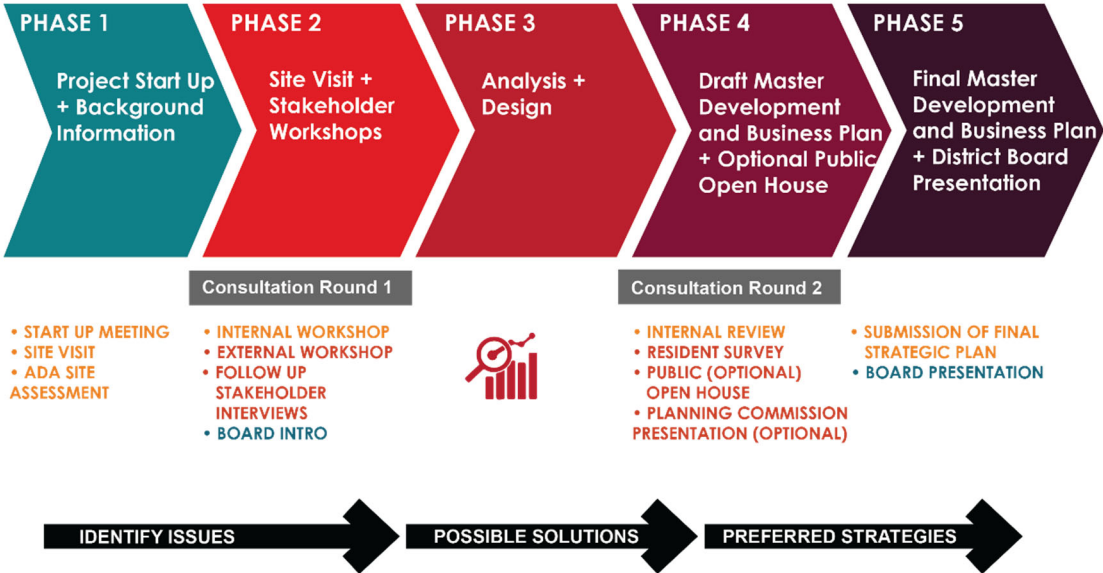 PHASE 1
Project Start Up
+ Background
Information
PHASE 2
Site Visit +
Stakeholder
Workshops
PHASE 3
Analysis +
Design
PHASE 4
Draft Master
Development
and Business Plan
+ Optional Public
Open House
PHASE 5
Final Master
Development
and Business Plan
+ District Board
Presentation
Consultation Round 1
Consultation Round 2
• START UP MEETING
• SITE VISIT
• ADA SITE
ASSESSMENT
• INTERNAL WORKSHOP
• EXTERNAL WORKSHOP
• FOLLOW UP
STAKEHOLDER
INTERVIEWS
• BOARD INTRO
• INTERNAL REVIEW
• RESIDENT SURVEY
• PUBLIC (OPTIONAL)
OPEN HOUSE
• PLANNING COMMISSION
PRESENTATION (OPTIONAL)
• SUBMISSION OF FINAL
STRATEGIC PLAN
• BOARD PRESENTATION
IDENTIFY ISSUES
POSSIBLE SOLUTIONS
PREFERRED STRATEGIES